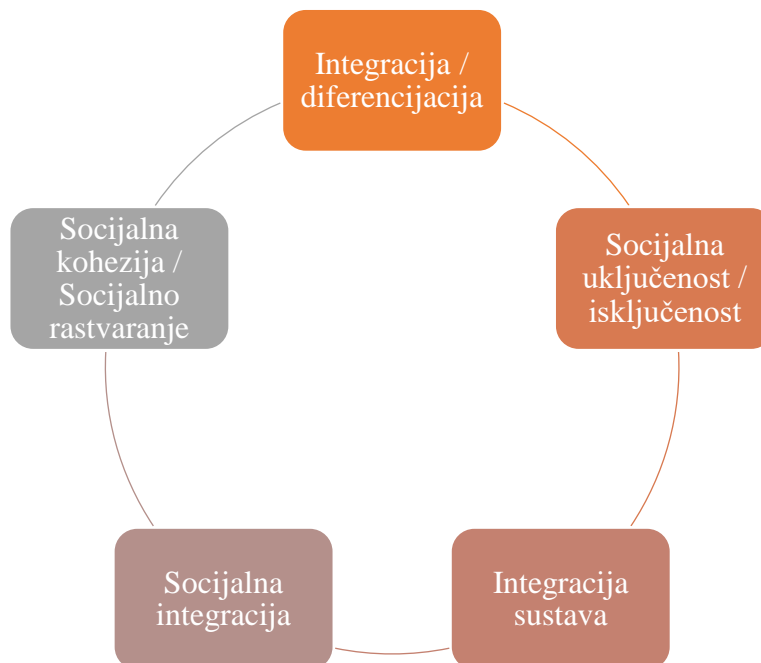 Integracija /
diferencijacija
Socijalna
uključenost /
isključenost
Integracija
sustava
Socijalna
integracija
Socijalna
kohezija /
Socijalno
rastvaranje